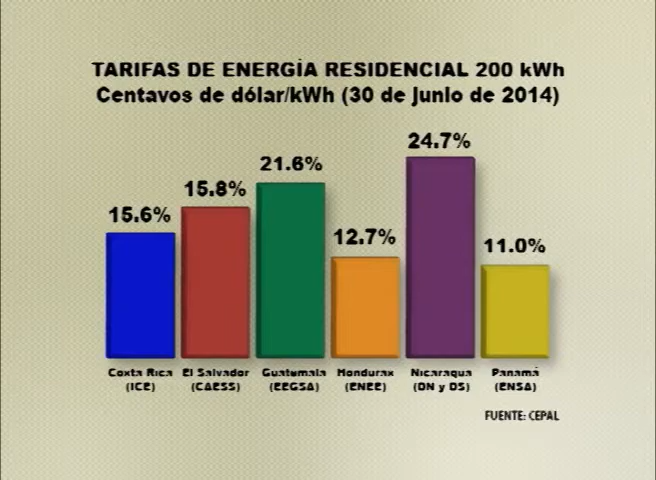 TARIFAS DE ENERGÍA RESIDENCIAL 200 kWh
Centavos de dólar/kWh (30 de junio de 2014)
24.7%
21.6%
15.8%
15.6%
12.7%
11.0%
Costa Rica El Salvador Guatemala Honduras Nicaragua Panamá
(ICE) (CAESS) (EEGSA) (ENEE) (DN y DS) (ENSA)
FUENTE: CEPAL